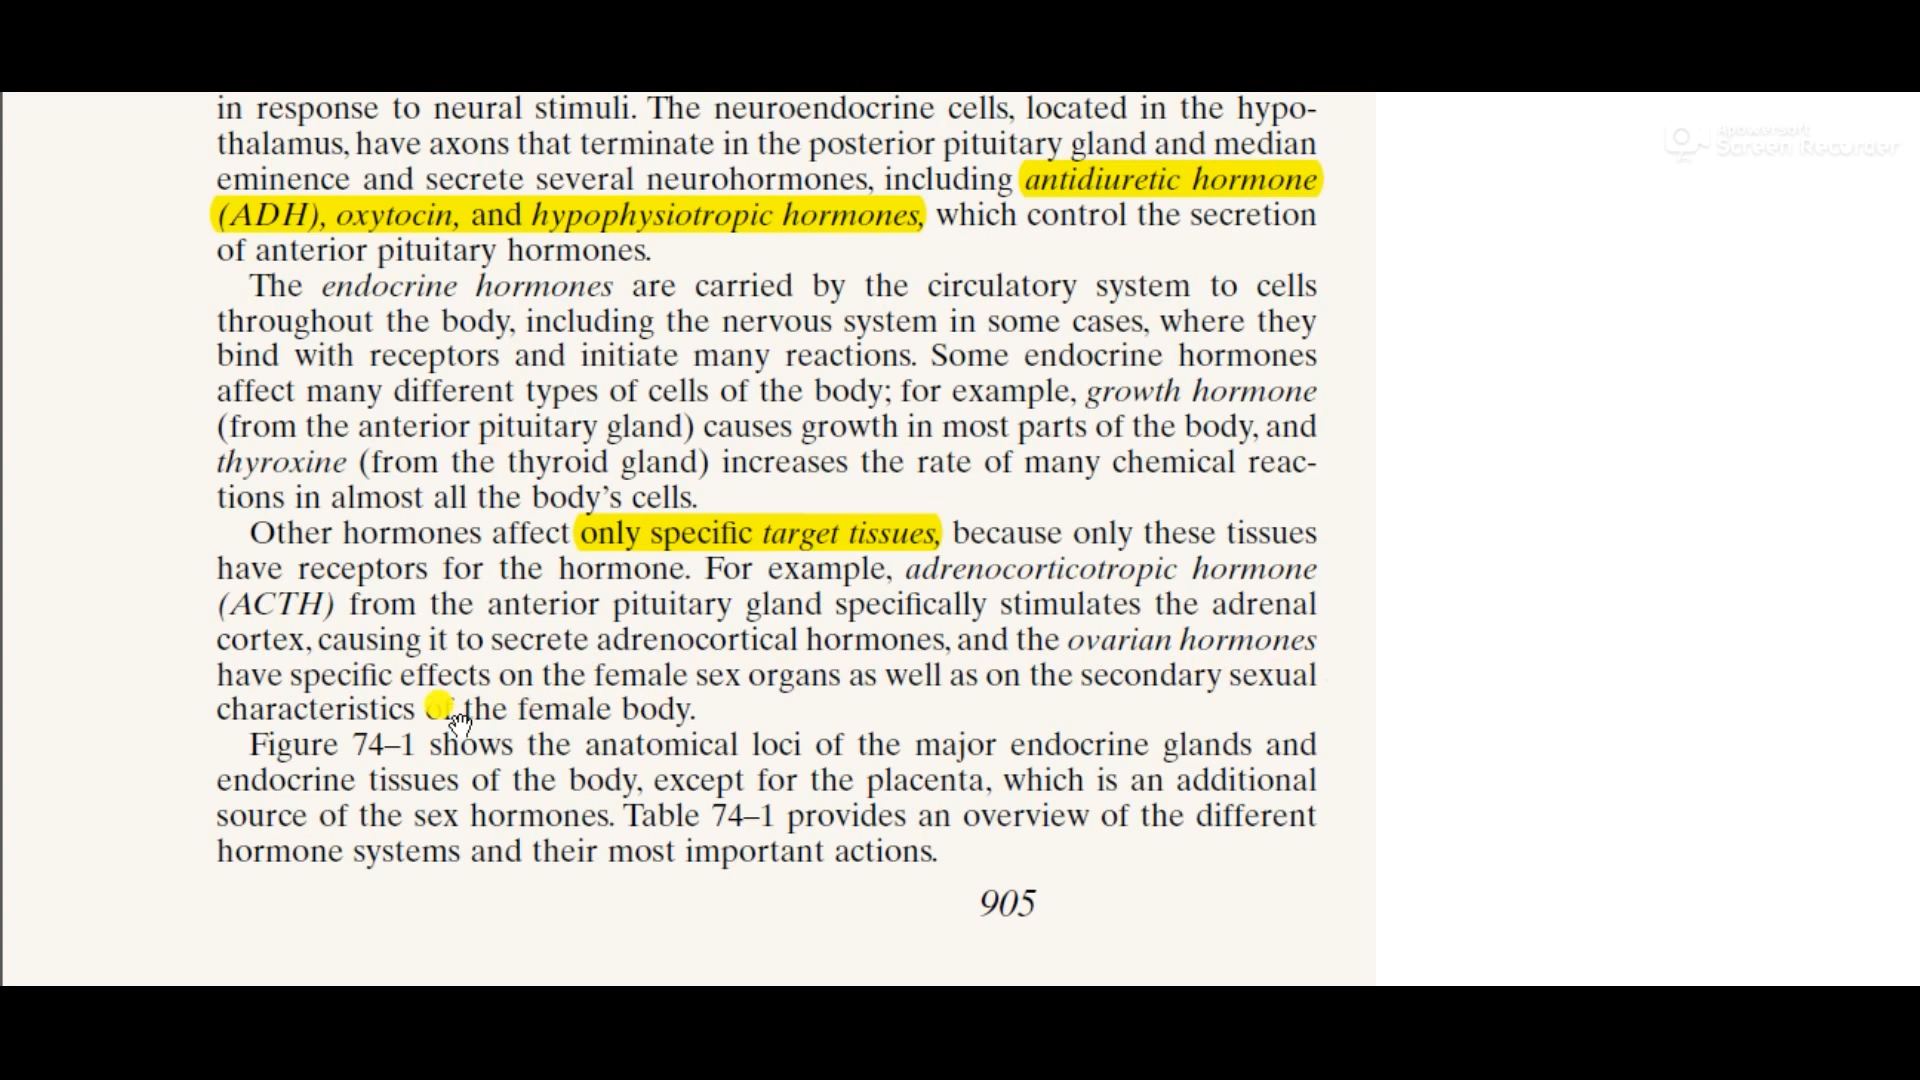 in response to neural stimuli. The neuroendocrine cells, located in the hypo-
thalamus, have axons that terminate in the posterior pituitary gland and median
eminence and secrete several neurohormones, including antidiuretic hormone
(ADH), oxytocin, and hypophysiotropic hormones, which control the secretion
of anterior pituitary hormones.
The endocrine hormones are carried by the circulatory system to cells
throughout the body, including the nervous system in some cases, where they
bind with receptors and initiate many reactions. Some endocrine hormones
affect many different types of cells of the body; for example, growth hormone
(from the anterior pituitary gland) causes growth in most parts of the body, and
thyroxine (from the thyroid gland) increases the rate of many chemical reac-
tions in almost all the body's cells.
Other hormones affect only specific target tissues, because only these tissues
have receptors for the hormone. For example, adrenocorticotropic hormone
(ACTH) from the anterior pituitary gland specifically stimulates the adrenal
cortex, causing it to secrete adrenocortical hormones, and the ovarian hormones
have specific effects on the female sex organs as well as on the secondary sexual
characteristics of the female body.
Figure 74–1 shows the anatomical loci of the major endocrine glands and
endocrine tissues of the body, except for the placenta, which is an additional
source of the sex hormones. Table 74–1 provides an overview of the different
hormone systems and their most important actions.
905
Apowersoft
Screen Recorder